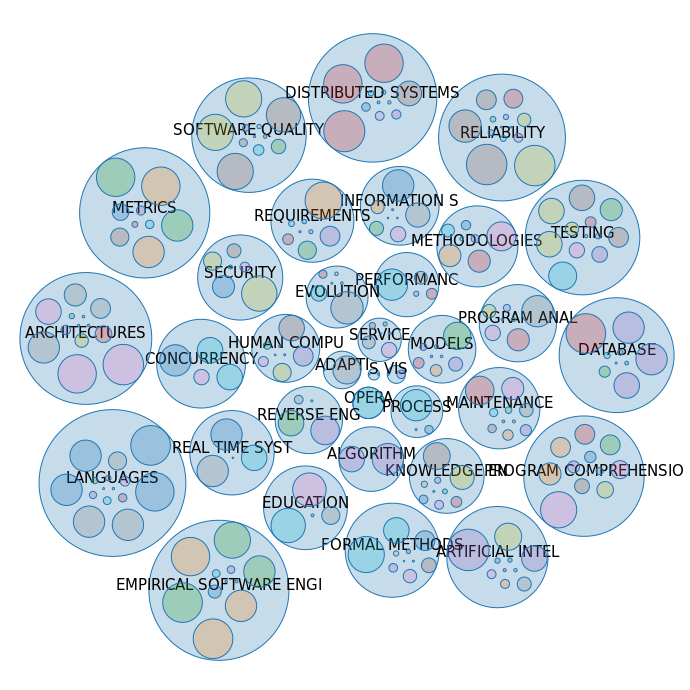 DISTRIBUTED SYSTEMS
SOFTWARE QUALITY
RELIABILITY
INFORMATION S
METRICS
REQUIREMENTS
TESTING
METHODOLOGIES
SECURITY
PERFORMANC
EVOLUTION
PROGRAM ANAL
ARCHITECTURES
SERVICE
HUMAN COMPU
MODELS
DATABASE
CONCURRENCY
ADAPTI
S VIS
OPERA
PROCESS
MAINTENANCE
REVERSE ENG
REAL TIME SYST
ALGORITHM
LANGUAGES
PROGRAM COMPREHENSIO
EDUCATION
FORMAL METHODS
ARTIFICIAL INTEL
EMPIRICAL SOFTWARE ENGI